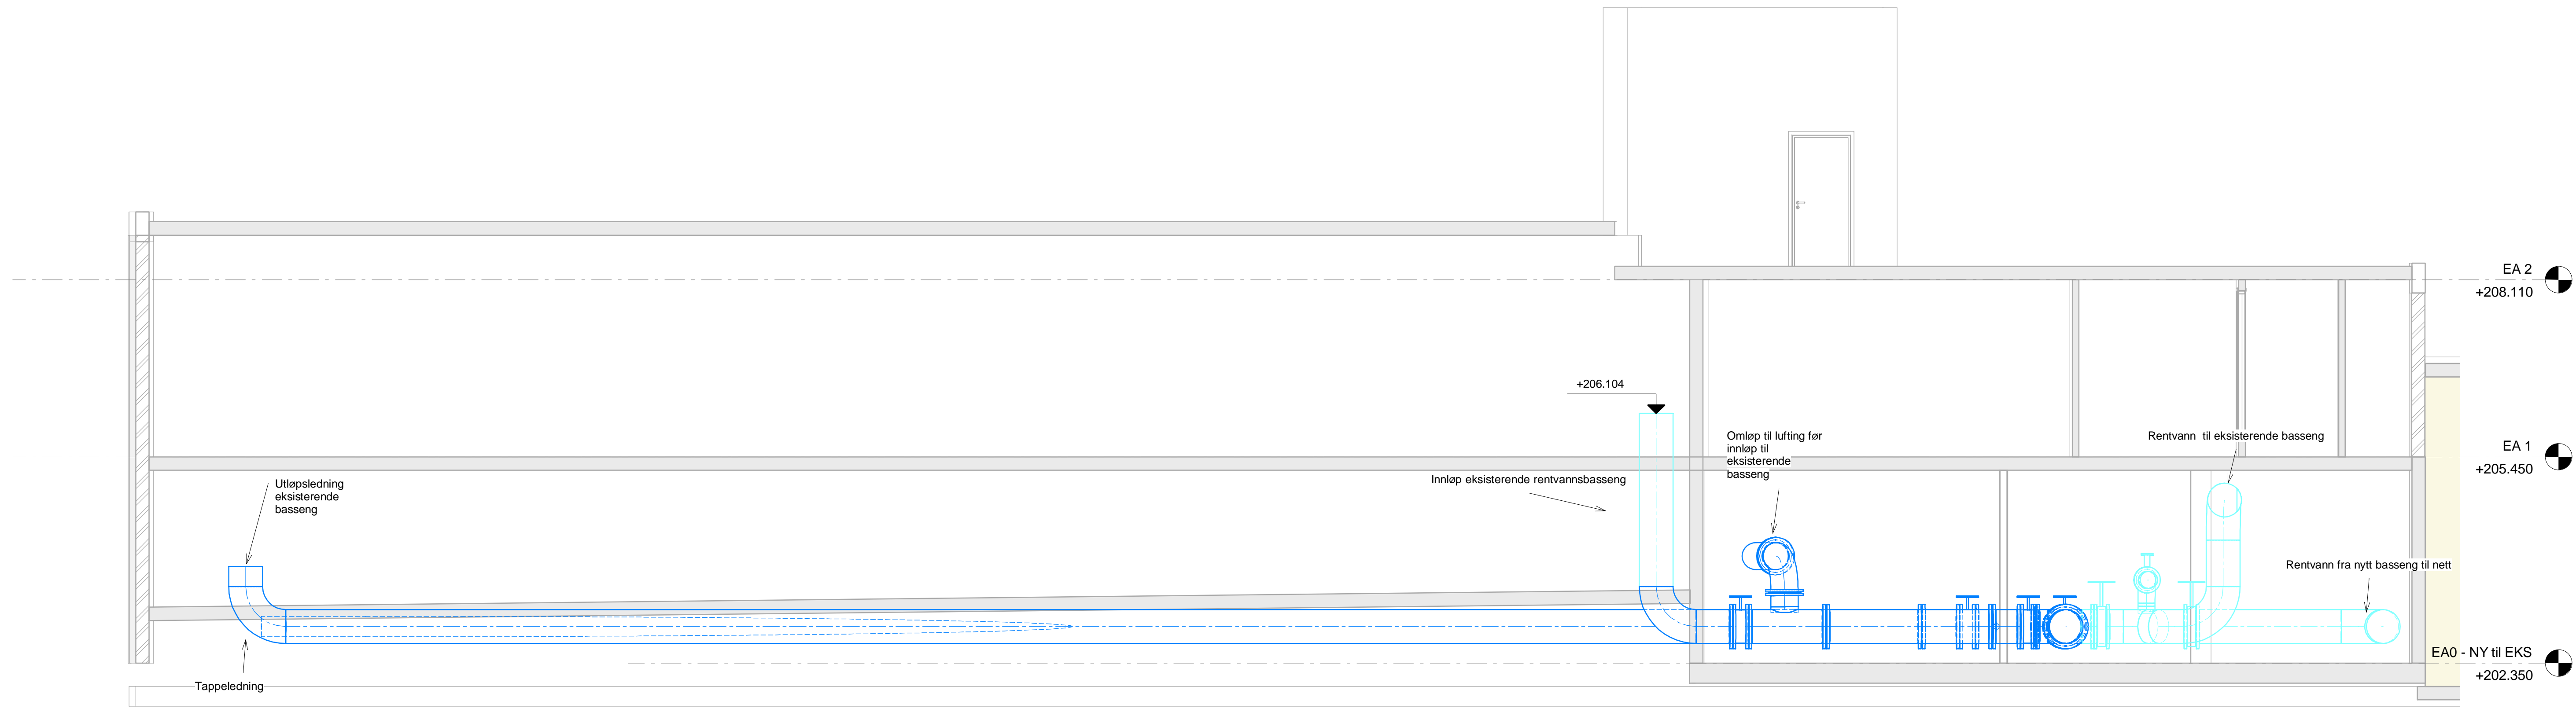 EA 2
+208.110
+206.104
Omløp til lufting før
innløp til
eksisterende
basseng
Rentvann  til eksisterende basseng
EA 1
+205.450
Innløp eksisterende rentvannsbasseng
Utløpsledning
eksisterende
basseng
Rentvann fra nytt basseng til nett
EA0 - NY til EKS
+202.350
Tappeledning